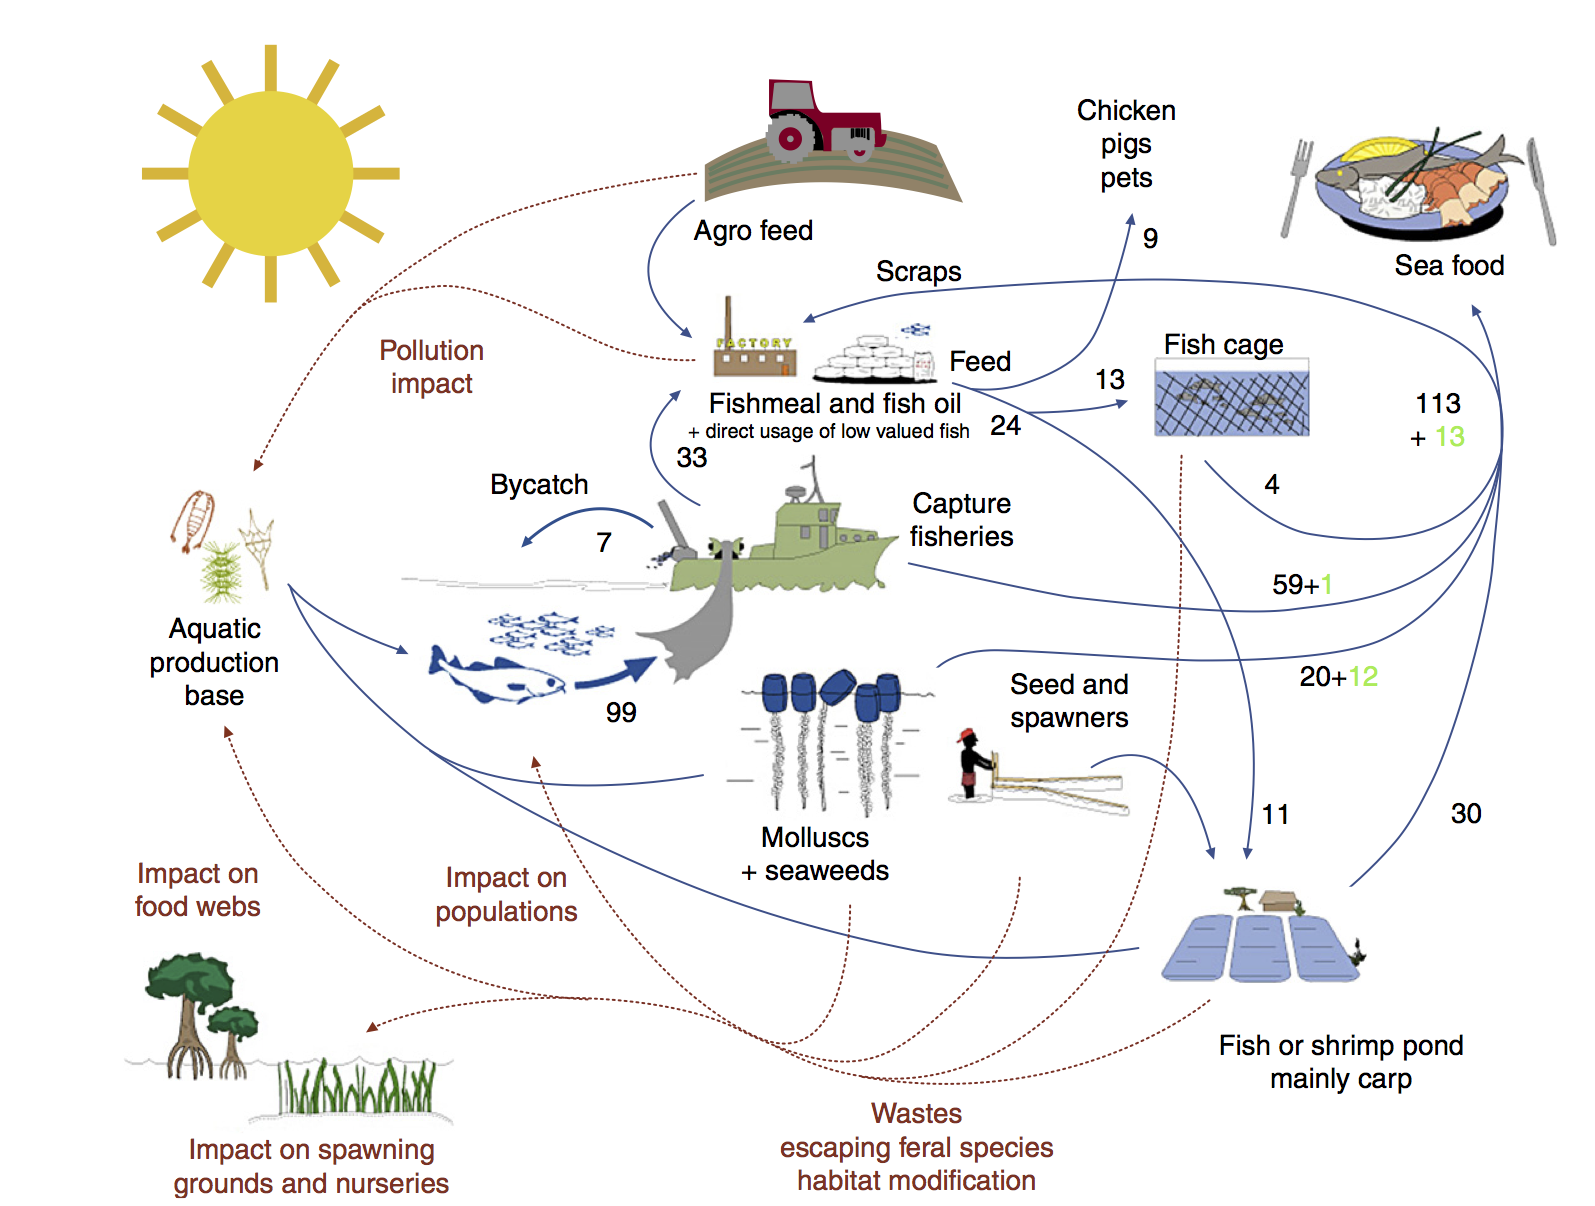 Chicken
pigs
pets
Agro feed
9
Sea food
Scraps
FACTORY
Feed
Fish cage
Pollution
impact
13
Fishmeal and fish oil
+ direct usage of low valued fish
24
113
+ 13
33
Bycatch
7
4
Capture
fisheries
59+1
Aquatic
production
base
20+12
Seed and
spawners
99
11
30
Molluscs
+ seaweeds
Impact on
food webs
Impact on
populations
Fish or shrimp pond
mainly carp
Wastes
escaping feral species
habitat modification
Impact on spawning
grounds and nurseries